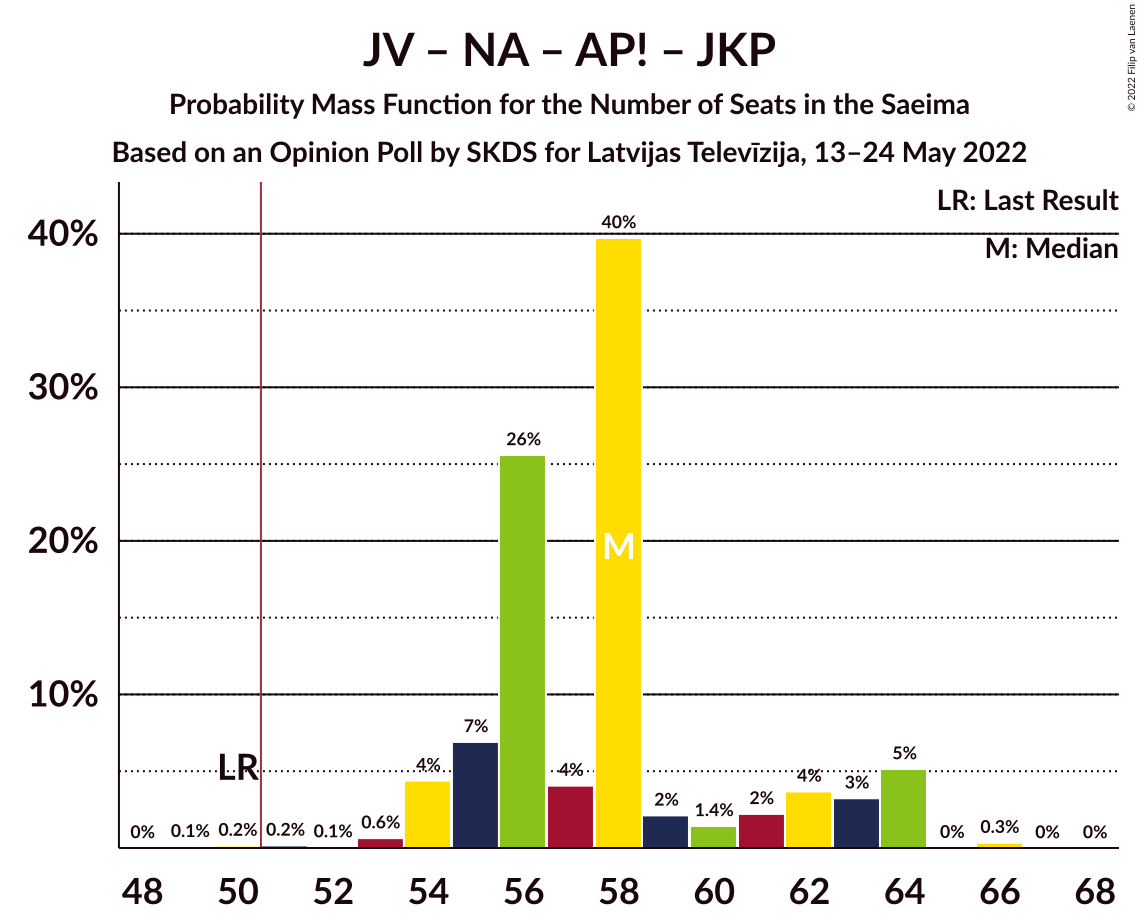 JV – NA – AP! – JKP
Probability Mass Function for the Number of Seats in the Saeima
Based on an Opinion Poll by SKDS for Latvijas Televīzija, 13–24 May 2022
© 2022 Filip van Laenen
LR: Last Result
M: Median
40%
30%
20%
10%
0% 0.1% 0.2% 0.2% 0.1% 0.6% 4% 7% 26% 4% 40% 2% 1.4% 2% 4% 3% 5% 0% 0.3% 0% 0%
LR
M
48 50 52 54 56 58 60 62 64 66 68